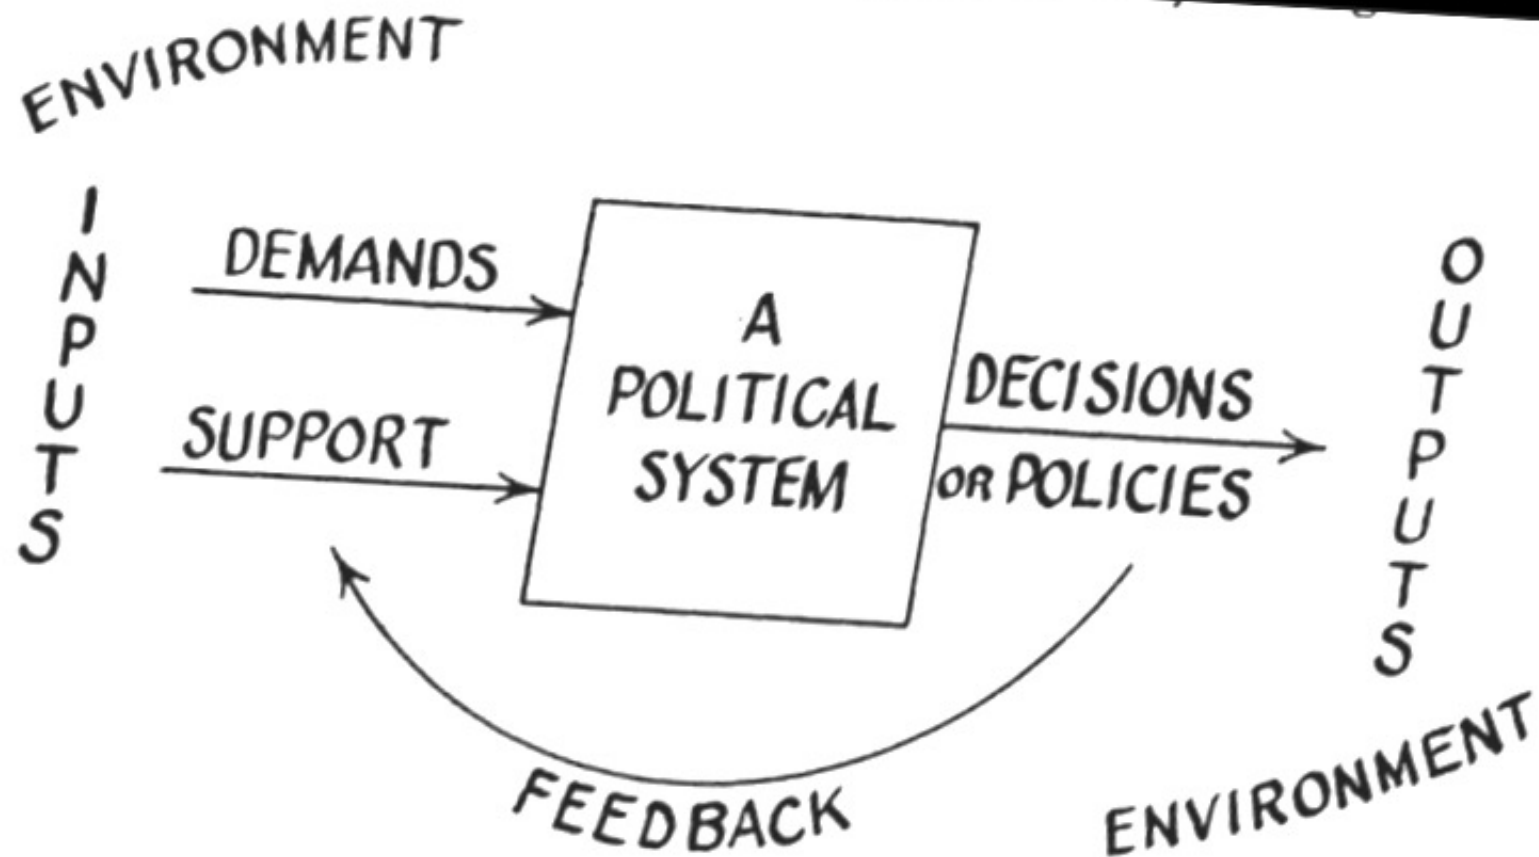 ENVIRONMENT
INPUTS
DEMANDS
SUPPORT
A
POLITICAL
SYSTEM
DECISIONS
OR POLICIES
OUTPUTS
FEEDBACK
ENVIRONMENT